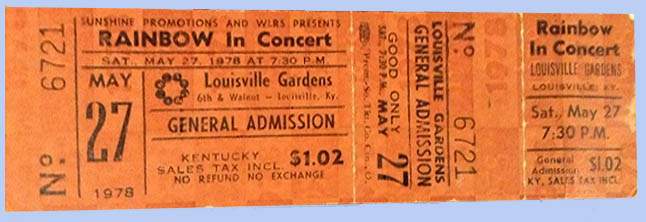 Nº 6721
SUNSHINE PROMOTIONS AND WLRS PRESENTS
RAINBOW In Concert
SAT. MAY 27, 1978 AT 7:30 P.M.
MAY
27
1978
Louisville Gardens
6th & Walnut — Louisville, Ky.
GENERAL ADMISSION
KENTUCKY
SALES TAX INCL. $1.02
NO REFUND NO EXCHANGE
GOOD ONLY
SAT. 7:30 P.M. MAY 27
LOUISVILLE GARDENS
GENERAL ADMISSION
Nº 6721
1978
Rainbow
In Concert
LOUISVILLE GARDENS
LOUISVILLE, KY.
Sat., May 27
7:30 P.M.
General
Admission $1.02
KY. SALES TAX INCL.